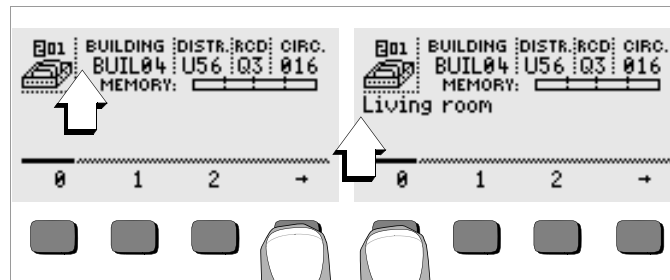 01 BUILDING DISTR. RCD CIRC.
BUIL04 U56 Q3 016
MEMORY:
0 1 2 →
01 BUILDING DISTR. RCD CIRC.
BUIL04 U56 Q3 016
MEMORY:
Living room
0 1 2 →